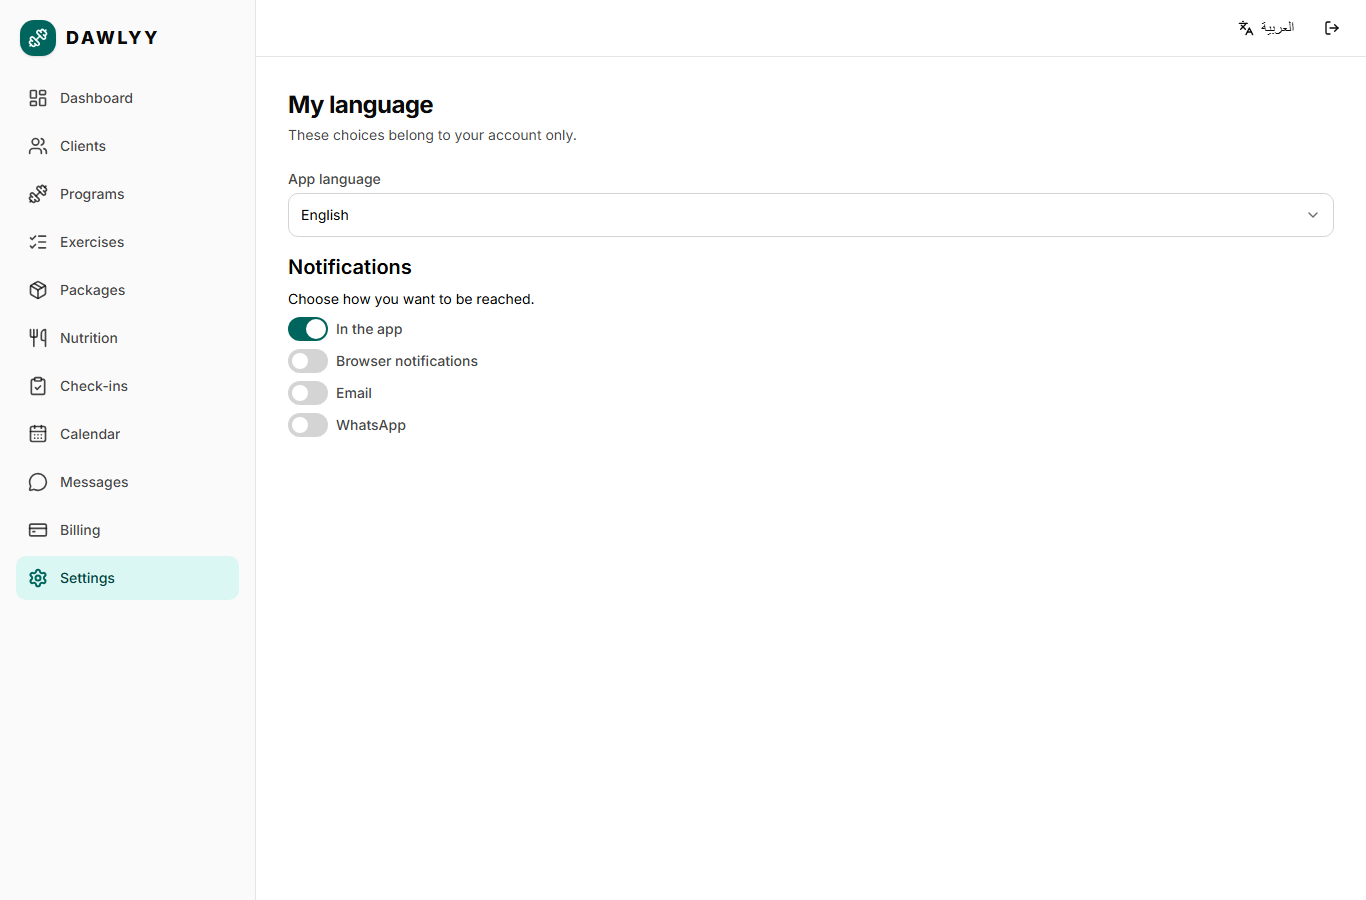 DAWLYY
Dashboard
Clients
Programs
Exercises
Packages
Nutrition
Check-ins
Calendar
Messages
Billing
Settings
العربية
My language
These choices belong to your account only.
App language
English
Notifications
Choose how you want to be reached.
In the app
Browser notifications
Email
WhatsApp